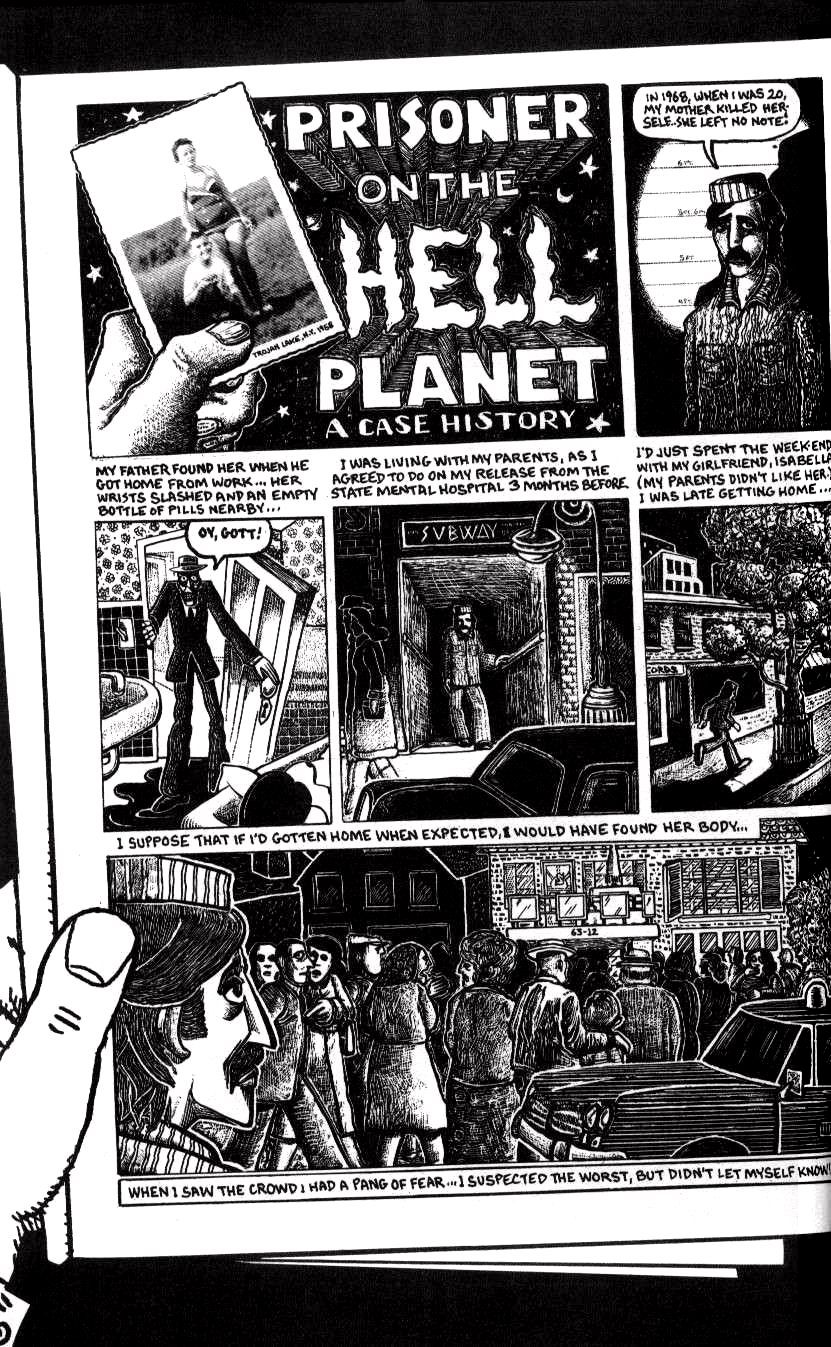 PRISONER
ON THE
HELL
PLANET
A CASE HISTORY
TROJAN LAKE, N.Y. 1958
IN 1968, WHEN I WAS 20,
MY MOTHER KILLED HER-
SELF.. SHE LEFT NO NOTE!
6 FT.
5FT. 6IN
5FT.
MY FATHER FOUND HER WHEN HE
GOT HOME FROM WORK... HER
WRISTS SLASHED AND AN EMPTY
BOTTLE OF PILLS NEARBY...
OY, GOTT!
I WAS LIVING WITH MY PARENTS, AS I
AGREED TO DO ON MY RELEASE FROM THE
STATE MENTAL HOSPITAL 3 MONTHS BEFORE.
SUBWAY
I'D JUST SPENT THE WEEK-END
WITH MY GIRLFRIEND, ISABELLA
(MY PARENTS DIDN'T LIKE HER.)
I WAS LATE GETTING HOME...
CORDS
I SUPPOSE THAT IF I'D GOTTEN HOME WHEN EXPECTED, I WOULD HAVE FOUND HER BODY...
63-12
WHEN I SAW THE CROWD I HAD A PANG OF FEAR... I SUSPECTED THE WORST, BUT DIDN'T LET MYSELF KNOW!